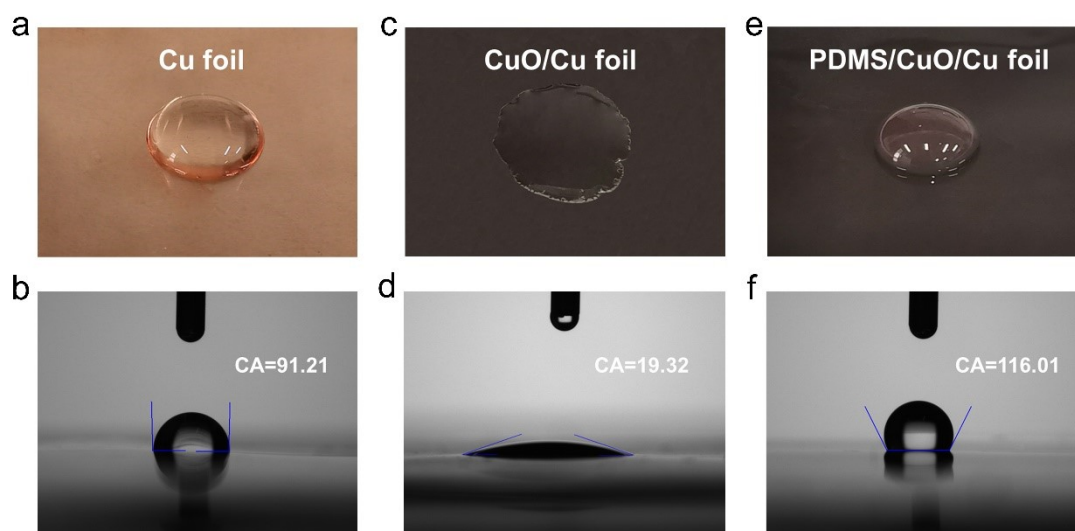 a
Cu foil
c
CuO/Cu foil
e
PDMS/CuO/Cu foil
b
CA=91.21
d
CA=19.32
f
CA=116.01